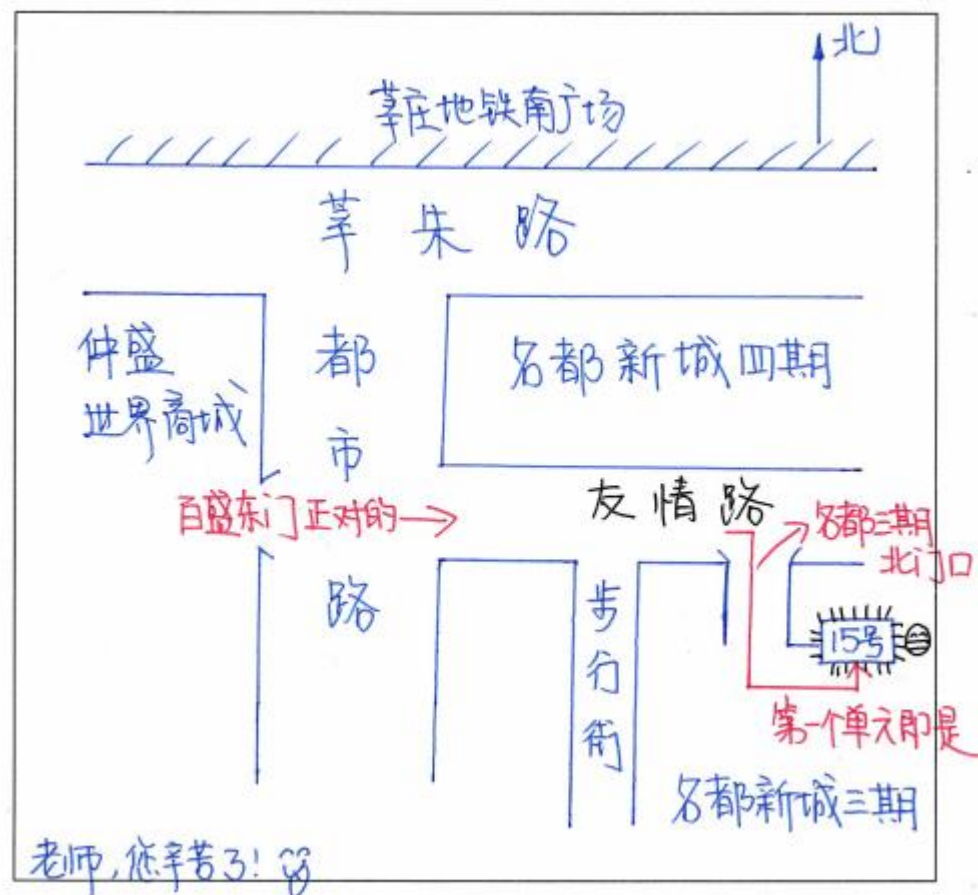 北
莘庄地铁南广场
莘朱路
仲盛
世界商城
都市路
名都新城四期
友情路
百盛东门正对的
名都三期
北门口
步行街
15号
第一个单元即是
名都新城三期
老师,您辛苦了!